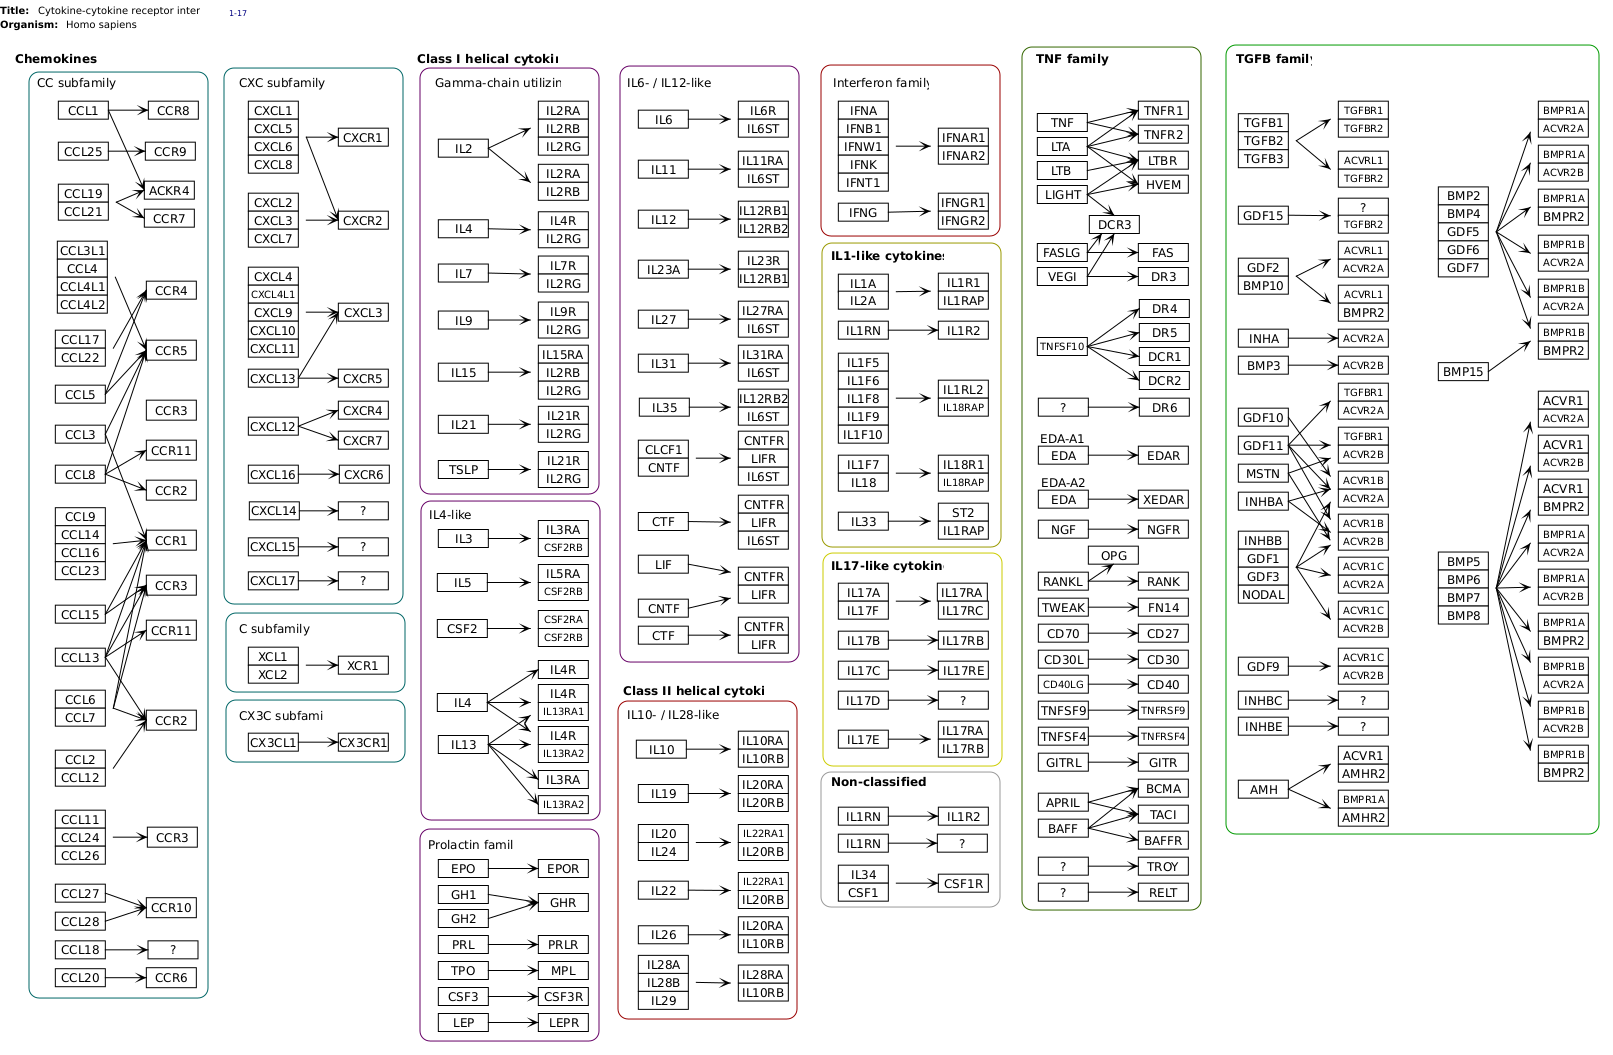 Title: Cytokine-cytokine receptor inter 1-17
Organism: Homo sapiens
Chemokines
CC subfamily
CCL1 CCR8
CCL25 CCR9
CCL19 ACKR4
CCL21 CCR7
CCL3L1
CCL4
CCL4L1 CCR4
CCL4L2
CCL17
CCL22 CCR5
CCL5
CCR3
CCL3
CCR11
CCL8
CCR2
CCL9
CCL14 CCR1
CCL16
CCL23
CCR3
CCL15
CCR11
CCL13
CCL6
CCL7 CCR2
CCL2
CCL12
CCL11
CCL24 CCR3
CCL26
CCL27
CCR10
CCL28
CCL18 ?
CCL20 CCR6
CXC subfamily
CXCL1
CXCL5
CXCR1
CXCL6
CXCL8
CXCL2
CXCL3 CXCR2
CXCL7
CXCL4
CXCL4L1
CXCL9 CXCL3
CXCL10
CXCL11
CXCL13 CXCR5
CXCR4
CXCL12
CXCR7
CXCL16 CXCR6
CXCL14 ?
CXCL15 ?
CXCL17 ?
C subfamily
XCL1
XCR1
XCL2
CX3C subfami
CX3CL1 CX3CR1
Class I helical cytokin
Gamma-chain utilizin
IL2RA
IL2RB
IL2
IL2RG
IL2RA
IL2RB
IL4 IL4R
IL2RG
IL7 IL7R
IL2RG
IL9 IL9R
IL2RG
IL15RA
IL15 IL2RB
IL2RG
IL21 IL21R
IL2RG
TSLP IL21R
IL2RG
IL4-like
IL3 IL3RA
CSF2RB
IL5 IL5RA
CSF2RB
CSF2 CSF2RA
CSF2RB
IL4R
IL4 IL4R
IL13RA1
IL13 IL4R
IL13RA2
IL3RA
IL13RA2
Prolactin famil
EPO EPOR
GH1
GHR
GH2
PRL PRLR
TPO MPL
CSF3 CSF3R
LEP LEPR
IL6- / IL12-like
IL6 IL6R
IL6ST
IL11 IL11RA
IL6ST
IL12 IL12RB1
IL12RB2
IL23A IL23R
IL12RB1
IL27 IL27RA
IL6ST
IL31 IL31RA
IL6ST
IL35 IL12RB2
IL6ST
CNTFR
CLCF1 LIFR
CNTF IL6ST
CNTFR
CTF LIFR
IL6ST
LIF
CNTFR
LIFR
CNTF
CTF CNTFR
LIFR
Class II helical cytoki
IL10- / IL28-like
IL10 IL10RA
IL10RB
IL19 IL20RA
IL20RB
IL20 IL22RA1
IL24 IL20RB
IL22 IL22RA1
IL20RB
IL26 IL20RA
IL10RB
IL28A
IL28B IL28RA
IL29 IL10RB
Interferon family
IFNA
IFNB1
IFNW1 IFNAR1
IFNK IFNAR2
IFNT1
IFNG IFNGR1
IFNGR2
IL1-like cytokines
IL1A IL1R1
IL2A IL1RAP
IL1RN IL1R2
IL1F5
IL1F6
IL1F8 IL1RL2
IL1F9 IL18RAP
IL1F10
IL1F7 IL18R1
IL18 IL18RAP
IL33 ST2
IL1RAP
IL17-like cytokin
IL17A IL17RA
IL17F IL17RC
IL17B IL17RB
IL17C IL17RE
IL17D ?
IL17E IL17RA
IL17RB
Non-classified
IL1RN IL1R2
IL1RN ?
IL34
CSF1R
CSF1
TNF family
TNF TNFR1
TNFR2
LTA
LTBR
LTB
HVEM
LIGHT
DCR3
FASLG FAS
VEGI DR3
DR4
DR5
TNFSF10
DCR1
DCR2
? DR6
EDA-A1
EDA EDAR
EDA-A2
EDA XEDAR
NGF NGFR
OPG
RANKL RANK
TWEAK FN14
CD70 CD27
CD30L CD30
CD40LG CD40
TNFSF9 TNFRSF9
TNFSF4 TNFRSF4
GITRL GITR
BCMA
APRIL
TACI
BAFF
BAFFR
? TROY
? RELT
TGFB family
TGFBR1
TGFB1 TGFBR2
TGFB2
TGFB3 ACVRL1
TGFBR2
GDF15 ?
TGFBR2
ACVRL1
GDF2 ACVR2A
BMP10
ACVRL1
BMPR2
INHA ACVR2A
BMP3 ACVR2B
TGFBR1
GDF10 ACVR2A
GDF11 TGFBR1
ACVR2B
MSTN ACVR1B
INHBA ACVR2A
ACVR1B
INHBB ACVR2B
GDF1 ACVR1C
GDF3 ACVR2A
NODAL
ACVR1C
ACVR2B
GDF9 ACVR1C
ACVR2B
INHBC ?
INHBE ?
ACVR1
AMHR2
AMH
BMPR1A
AMHR2
BMPR1A
ACVR2A
BMPR1A
ACVR2B
BMP2 BMPR1A
BMP4 BMPR2
GDF5 BMPR1B
GDF6 ACVR2A
GDF7
BMPR1B
ACVR2A
BMPR1B
BMPR2
BMP15
ACVR1
ACVR2A
ACVR1
ACVR2B
ACVR1
BMPR2
BMPR1A
ACVR2A
BMP5
BMP6 BMPR1A
BMP7 ACVR2B
BMP8 BMPR1A
BMPR2
BMPR1B
ACVR2A
BMPR1B
ACVR2B
BMPR1B
BMPR2